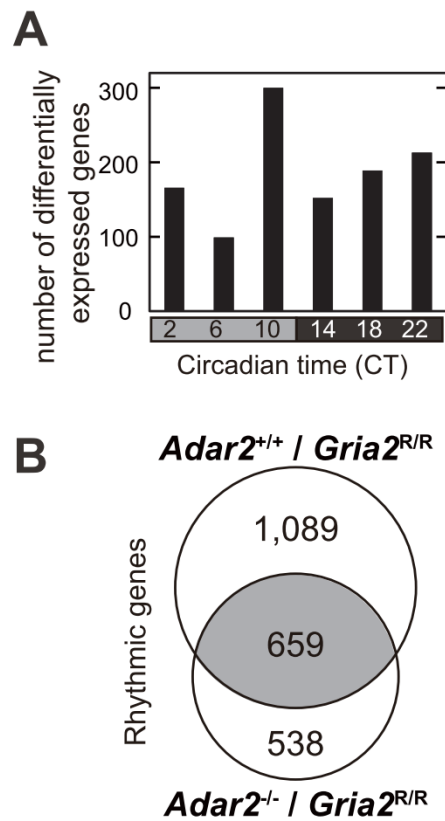 A
number of differentially
expressed genes
300
200
100
0
2 6 10 14 18 22
Circadian time (CT)
B
Adar2+/+ / Gria2R/R
1,089
659
538
Rhythmic genes
Adar2-/- / Gria2R/R